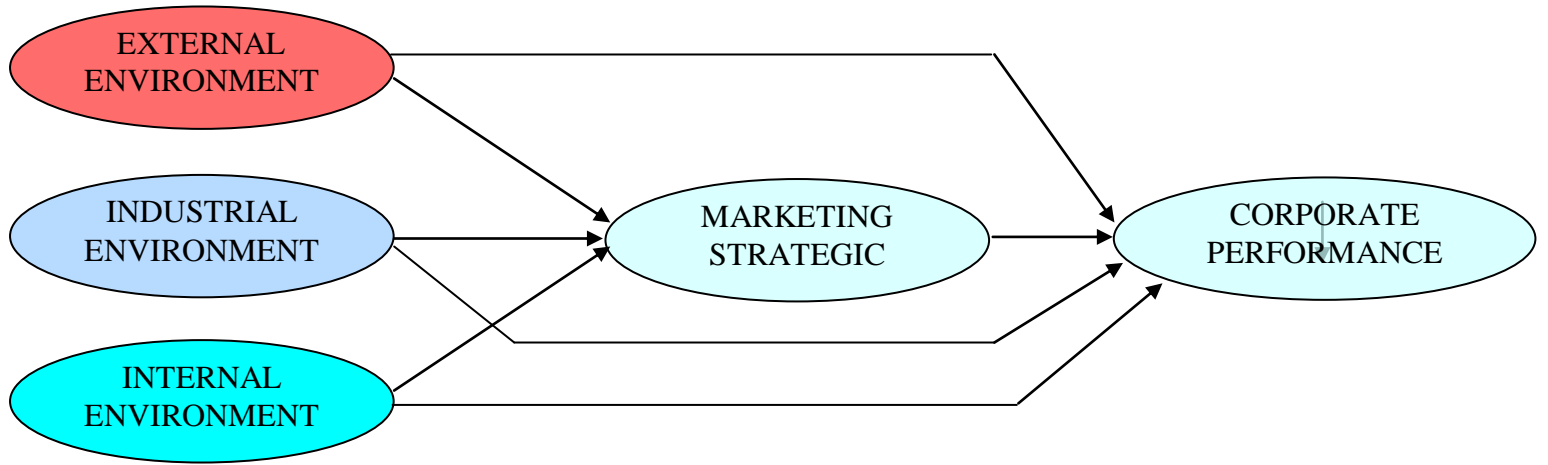 EXTERNAL
ENVIRONMENT
INDUSTRIAL
ENVIRONMENT
INTERNAL
ENVIRONMENT
MARKETING
STRATEGIC
CORPORATE
PERFORMANCE